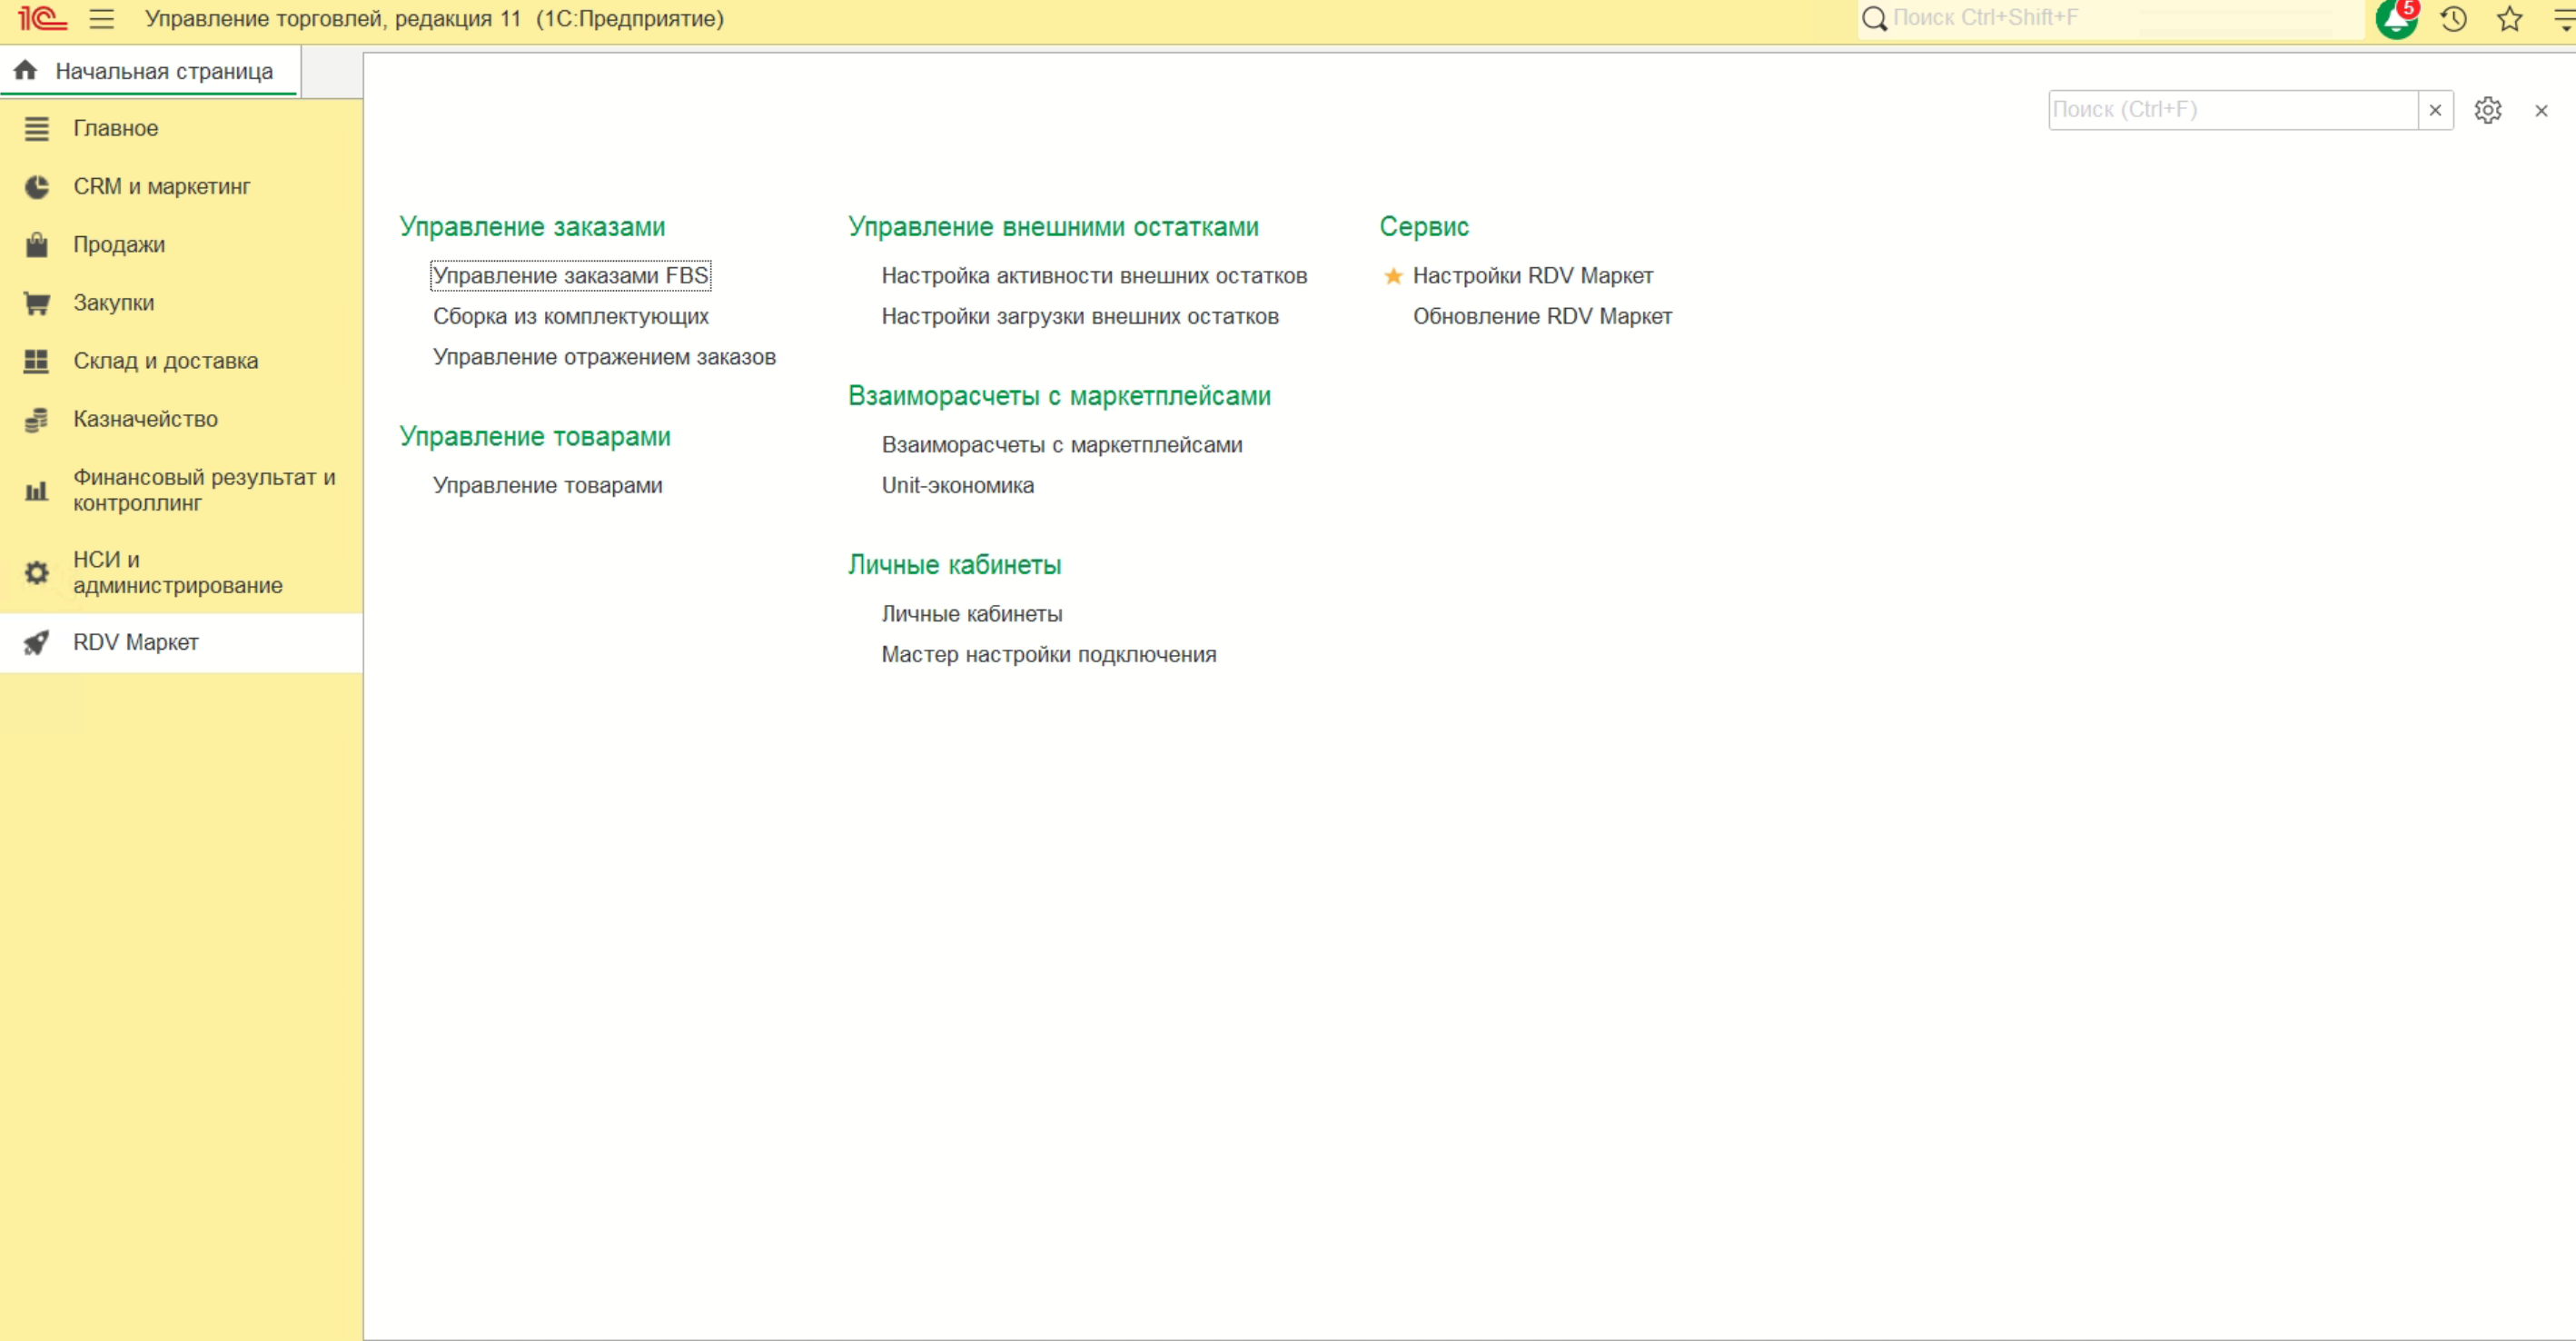 1С Управление торговлей, редакция 11 (1С:Предприятие)
Поиск Ctrl+Shift+F
5
Начальная страница
Поиск (Ctrl+F)
Главное
CRM и маркетинг
Продажи
Закупки
Склад и доставка
Казначейство
Финансовый результат и
контроллинг
НСИ и
администрирование
RDV Маркет
Управление заказами
Управление заказами FBS
Сборка из комплектующих
Управление отражением заказов
Управление товарами
Управление товарами
Управление внешними остатками
Настройка активности внешних остатков
Настройки загрузки внешних остатков
Взаиморасчеты с маркетплейсами
Взаиморасчеты с маркетплейсами
Unit-экономика
Личные кабинеты
Личные кабинеты
Мастер настройки подключения
Сервис
Настройки RDV Маркет
Обновление RDV Маркет